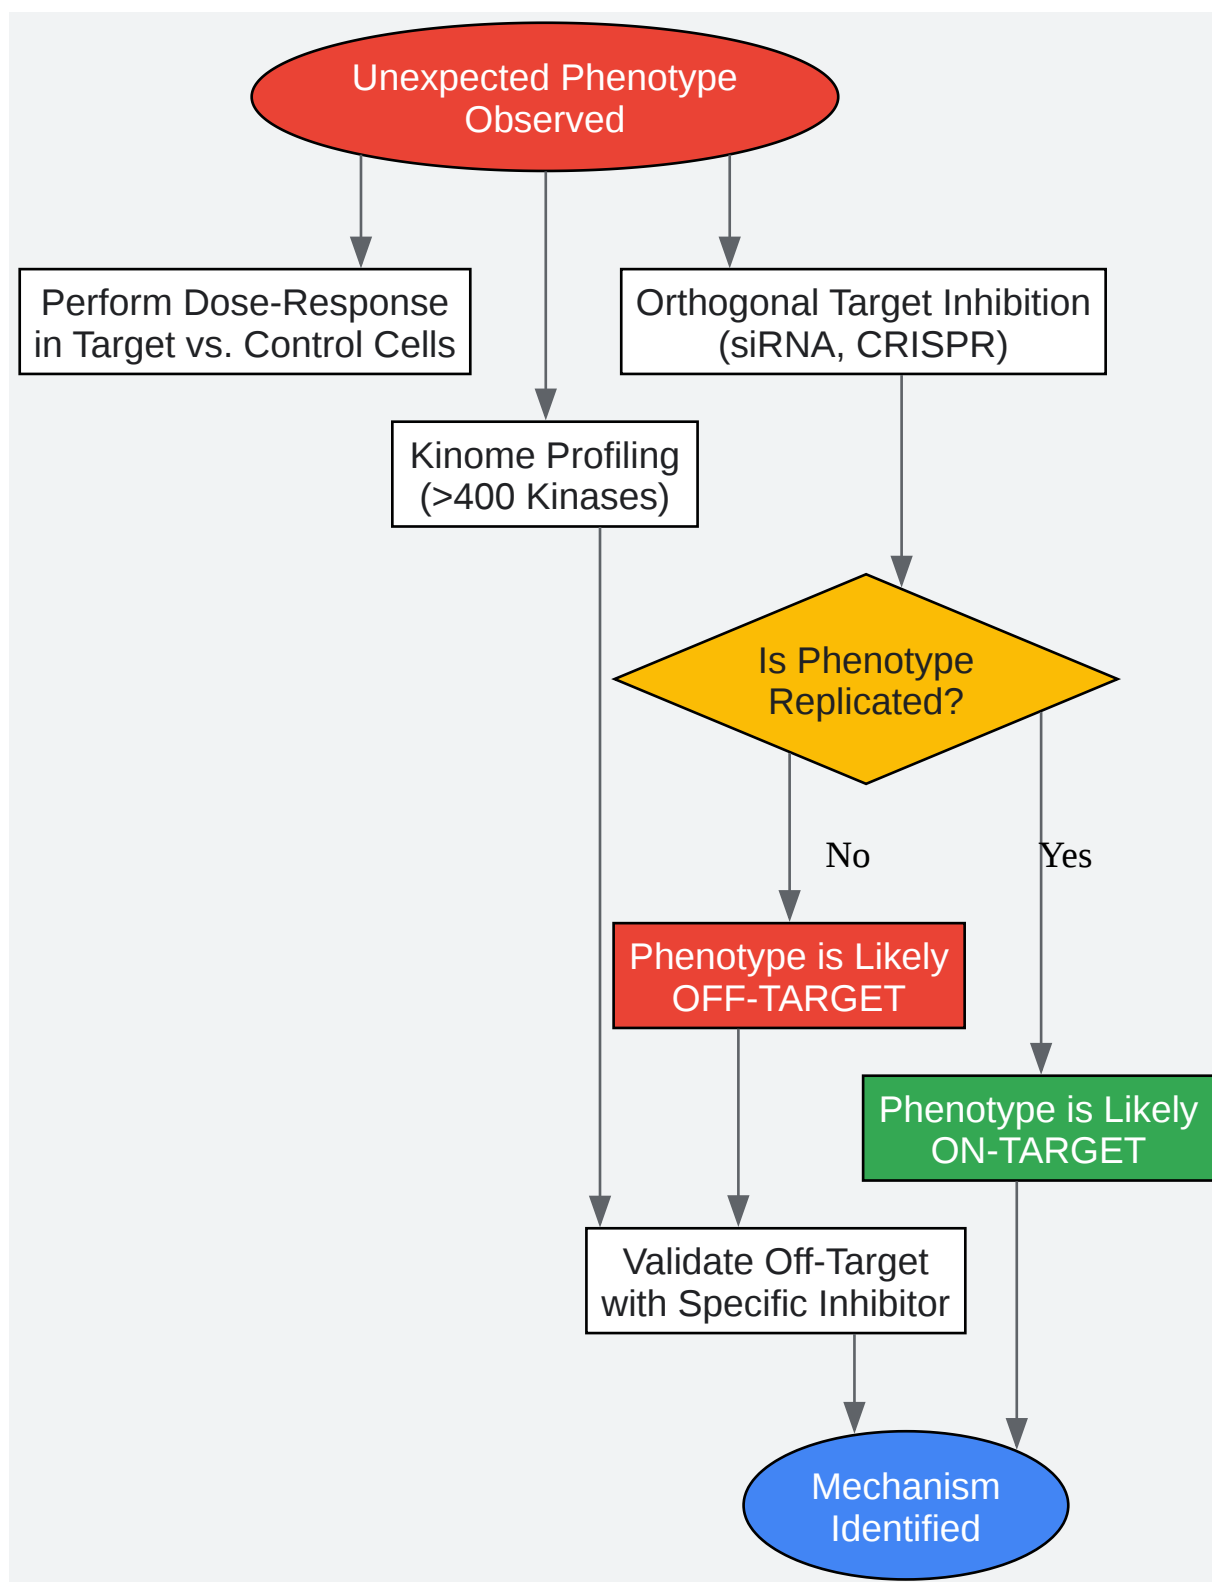 Unexpected Phenotype
Observed
Perform Dose-Response
in Target vs. Control Cells
Orthogonal Target Inhibition
(siRNA, CRISPR)
Kinome Profiling
(>400 Kinases)
Is Phenotype
Replicated?
No
Yes
Phenotype is Likely
OFF-TARGET
Phenotype is Likely
ON-TARGET
Validate Off-Target
with Specific Inhibitor
Mechanism
Identified